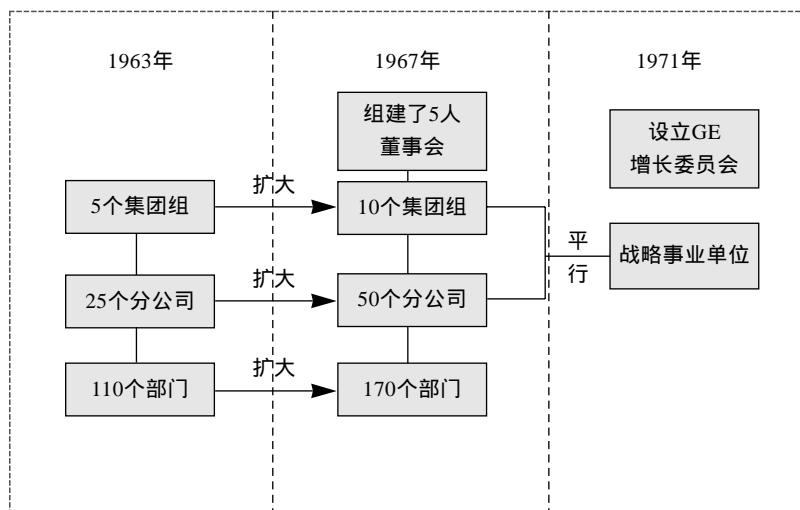 1963年
1967年
1971年
组建了5人
董事会
设立GE
增长委员会
5个集团组
扩大
10个集团组
平
行
战略事业单位
25个分公司
扩大
50个分公司
110个部门
扩大
170个部门